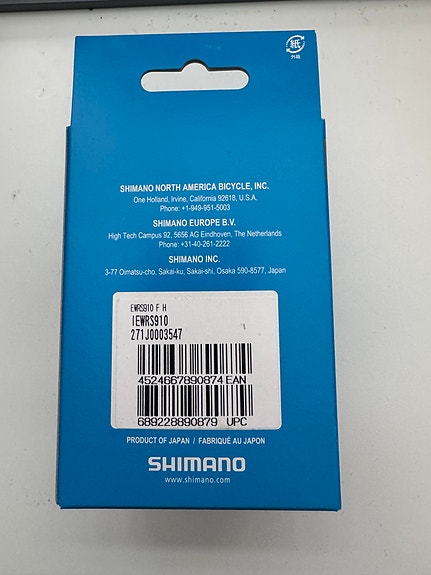 紙
外箱
SHIMANO NORTH AMERICA BICYCLE, INC.
One Holland, Irvine, California 92618, U.S.A.
Phone: +1-949-951-5003
SHIMANO EUROPE B.V.
High Tech Campus 92, 5656 AG Eindhoven, The Netherlands
Phone: +31-40-261-2222
SHIMANO INC.
3-77 Oimatsu-cho, Sakai-ku, Sakai-shi, Osaka 590-8577, Japan
EWRS910 F H
IEWRS910
271J0003547
4524667890874 EAN
689228890879 UPC
PRODUCT OF JAPAN / FABRIQUÉ AU JAPON
SHIMANO
www.shimano.com